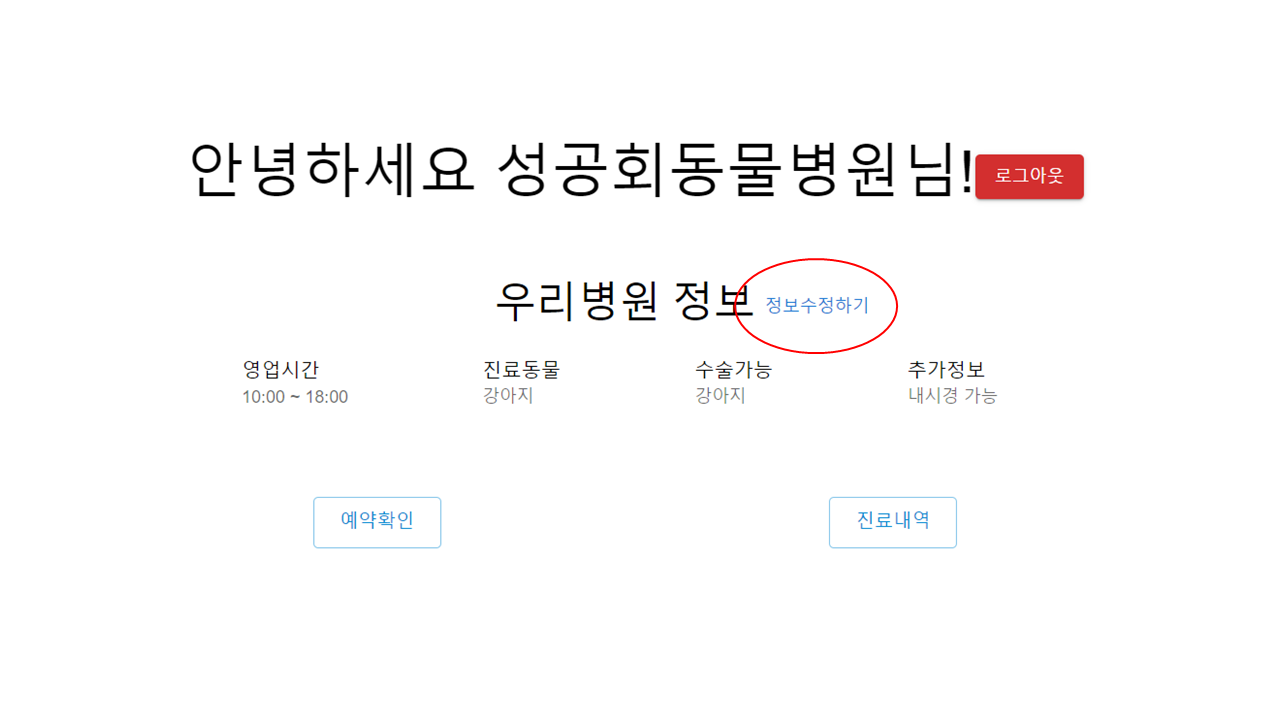 안녕하세요 성공회동물병원님! 로그아웃
우리병원 정보 정보수정하기
영업시간 진료동물 수술가능 추가정보
10:00 ~ 18:00 강아지 강아지 내시경 가능
예약확인 진료내역